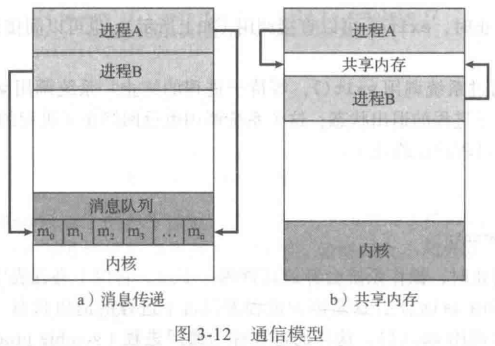 进程A
进程B
消息队列
m0 m1 m2 m3 … mn
内核
a）消息传递
进程A
共享内存
进程B
内核
b）共享内存
图 3-12 通信模型